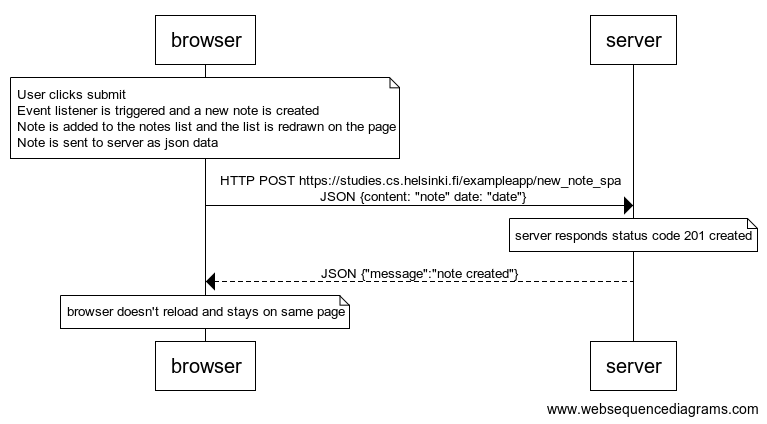 browser
server
User clicks submit
Event listener is triggered and a new note is created
Note is added to the notes list and the list is redrawn on the page
Note is sent to server as json data
HTTP POST https://studies.cs.helsinki.fi/exampleapp/new_note_spa
JSON {content: "note" date: "date"}
server responds status code 201 created
JSON {"message":"note created"}
browser doesn't reload and stays on same page
browser
server
www.websequencediagrams.com